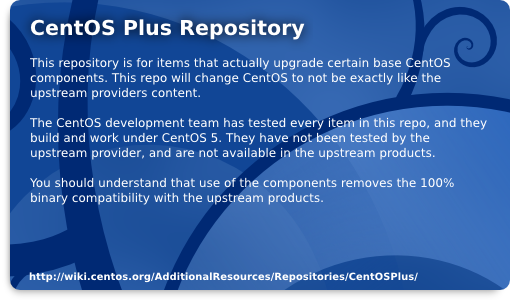 CentOS Plus Repository
This repository is for items that actually upgrade certain base CentOS
components. This repo will change CentOS to not be exactly like the
upstream providers content.
The CentOS development team has tested every item in this repo, and they
build and work under CentOS 5. They have not been tested by the
upstream provider, and are not available in the upstream products.
You should understand that use of the components removes the 100%
binary compatibility with the upstream products.
http://wiki.centos.org/AdditionalResources/Repositories/CentOSPlus/